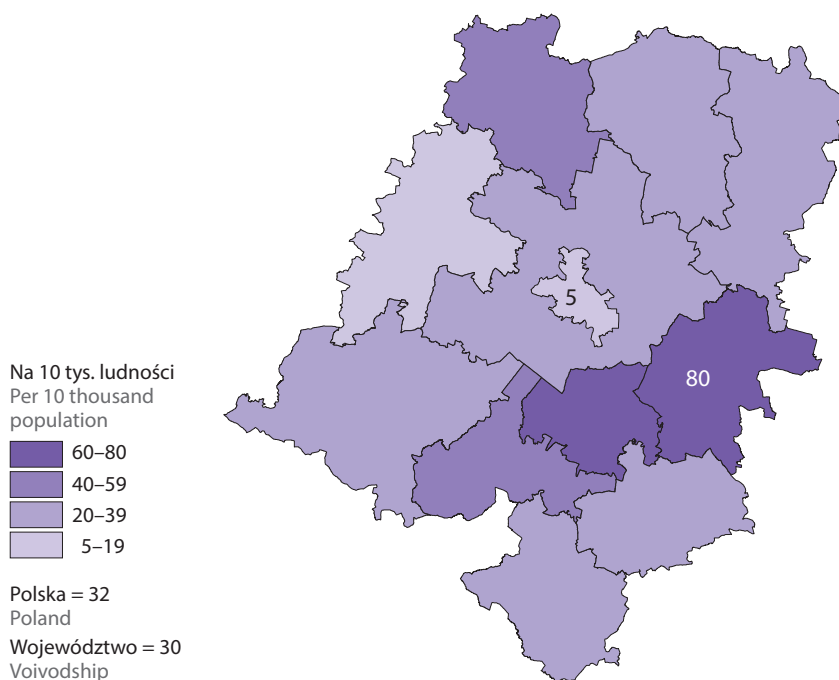 5
80
Na 10 tys. ludności
Per 10 thousand
population
60–80
40–59
20–39
5–19
Polska = 32
Poland
Województwo = 30
Voivodship